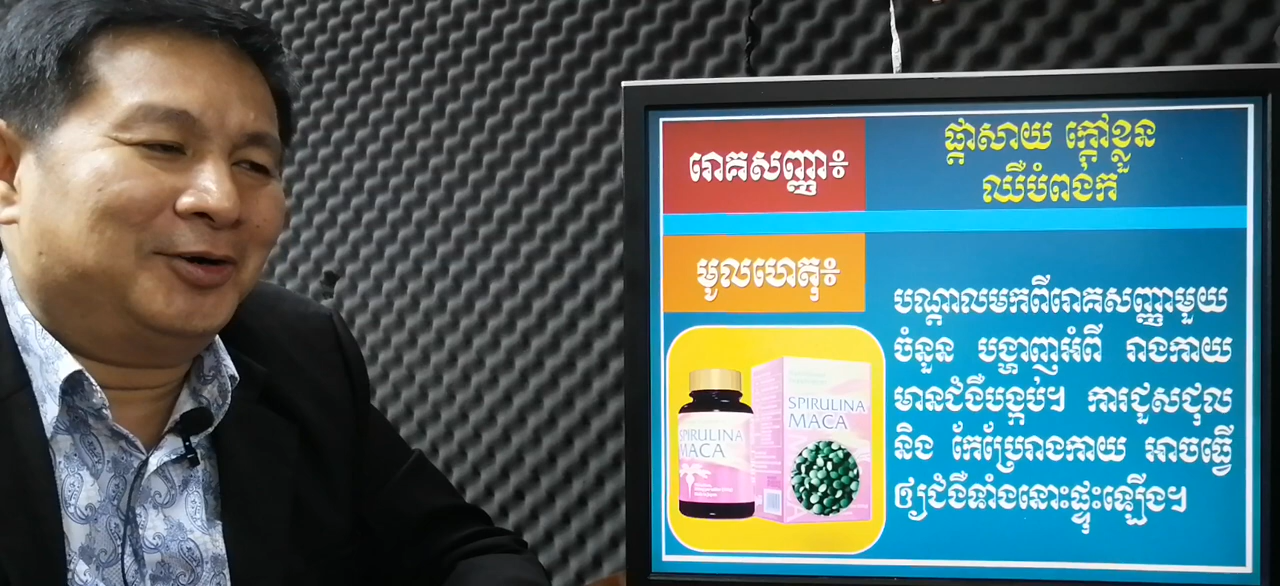 រោគសញ្ញា៖
ផ្តាសាយ ក្តៅខ្លួន
ឈឺបំពង់ក
មូលហេតុ៖
បណ្តាលមកពីរោគសញ្ញាមួយ
ចំនួន បង្ហាញអំពី រាងកាយ
មានជំងឺបង្កប់។ ការជួសជុល
និង កែប្រែរាងកាយ អាចធ្វើ
ឲ្យជំងឺទាំងនោះផ្ទុះឡើង។
SPIRULINA
MACA
SPIRULINA
MACA